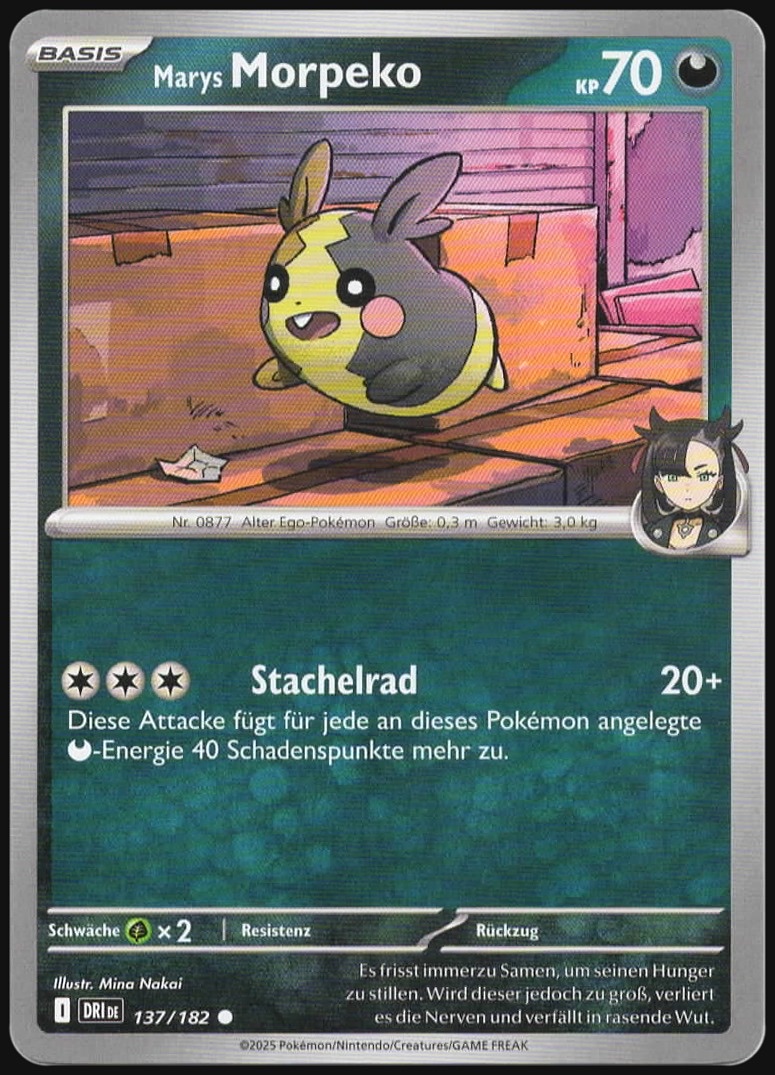 BASIS
Marys Morpeko
KP 70
Nr. 0877 Alter Ego-Pokémon Größe: 0,3 m Gewicht: 3,0 kg
Stachelrad 20+
Diese Attacke fügt für jede an dieses Pokémon angelegte
-Energie 40 Schadenspunkte mehr zu.
Schwäche ×2 Resistenz Rückzug
Illustr. Mina Nakai
Es frisst immerzu Samen, um seinen Hunger
zu stillen. Wird dieser jedoch zu groß, verliert
es die Nerven und verfällt in rasende Wut.
I DRI DE 137/182
©2025 Pokémon/Nintendo/Creatures/GAME FREAK